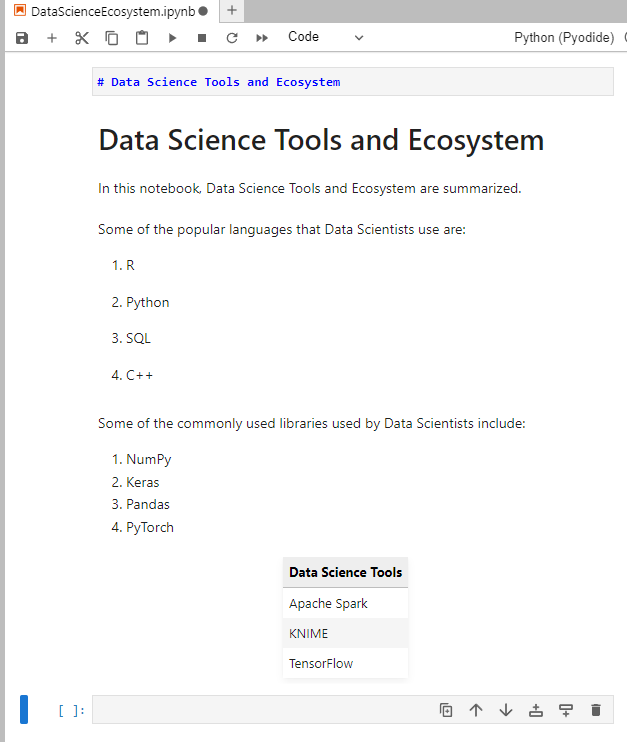 DataScienceEcosystem.ipynb
Code
Python (Pyodide)
# Data Science Tools and Ecosystem
Data Science Tools and Ecosystem
In this notebook, Data Science Tools and Ecosystem are summarized.
Some of the popular languages that Data Scientists use are:
1. R
2. Python
3. SQL
4. C++
Some of the commonly used libraries used by Data Scientists include:
1. NumPy
2. Keras
3. Pandas
4. PyTorch
Data Science Tools
Apache Spark
KNIME
TensorFlow
[ ]: